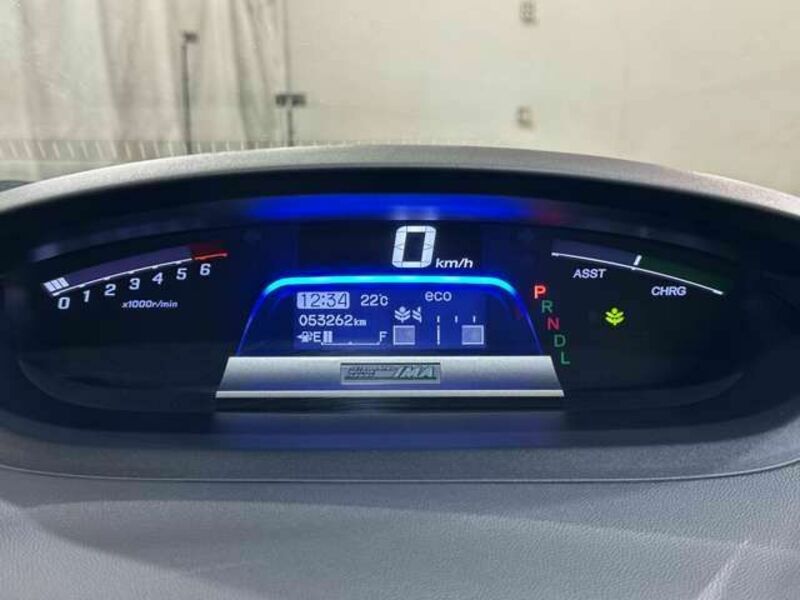 0 km/h
0 1 2 3 4 5 6
x1000r/min
12:34 22°C eco
053262km
E F
IMA
ASST
CHRG
P
R
N
D
L